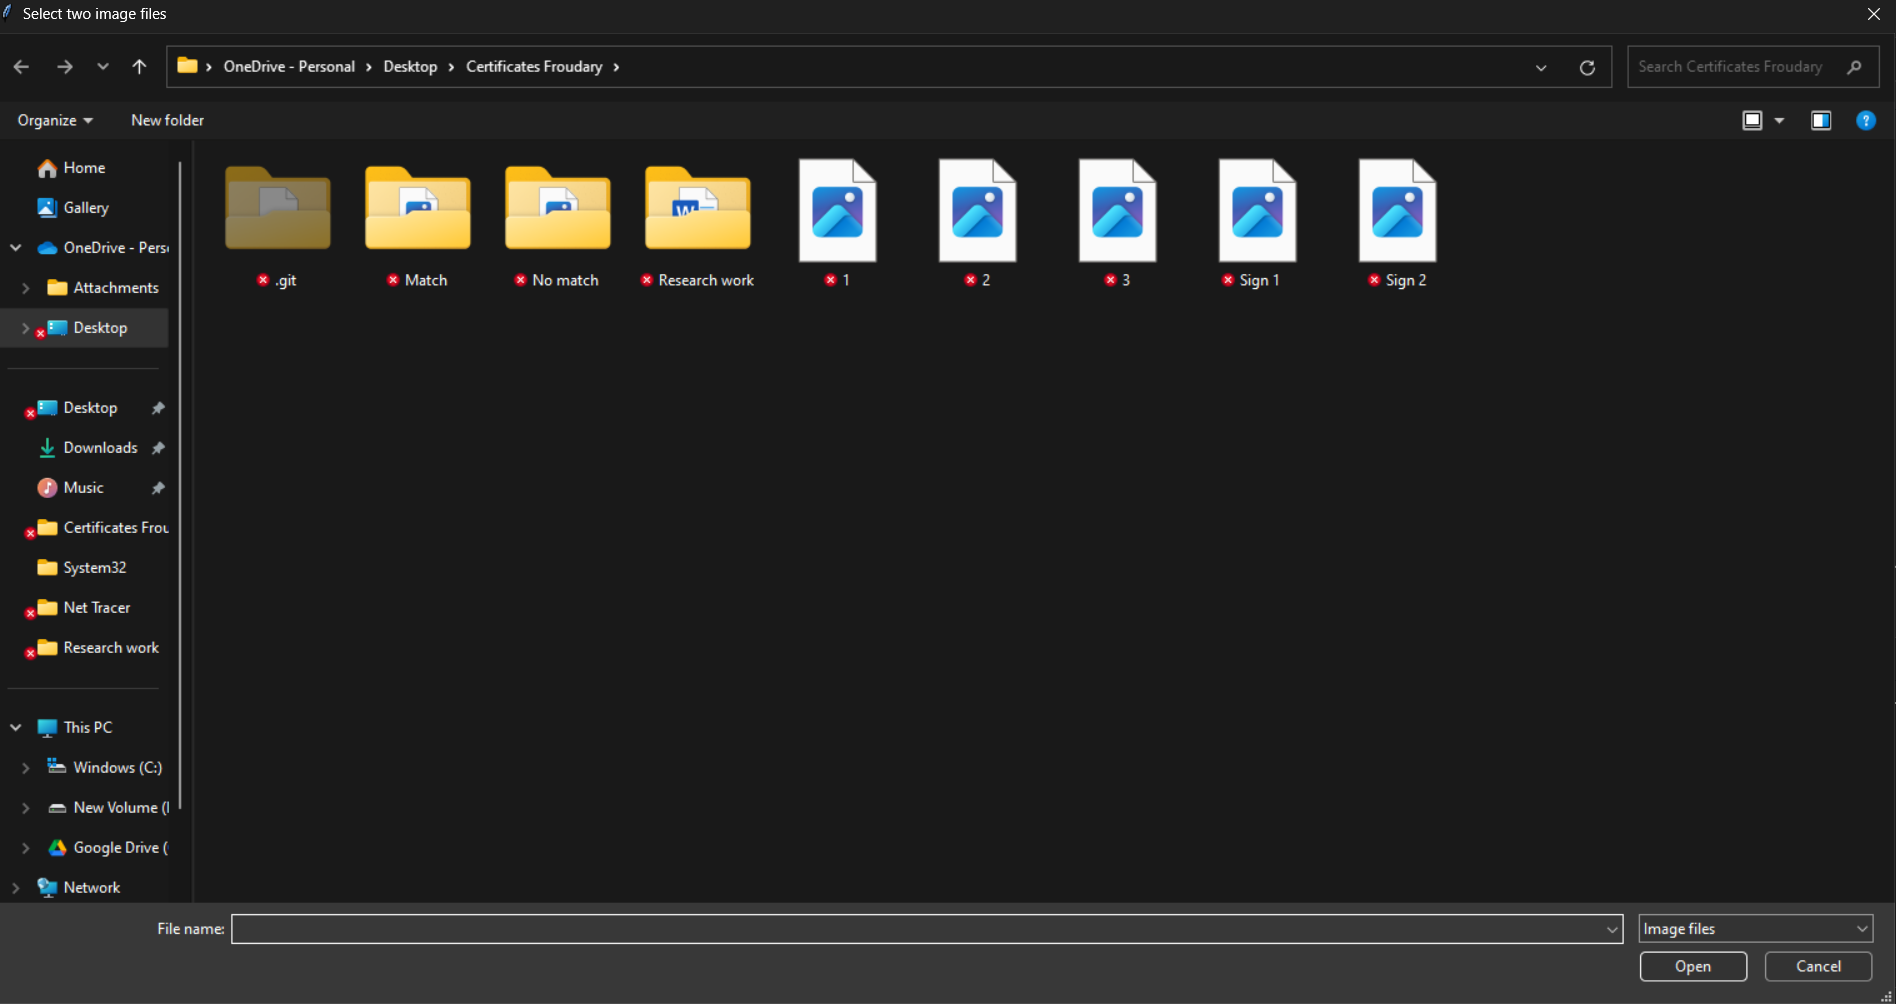 Select two image files
OneDrive - Personal > Desktop > Certificates Froudary >
Search Certificates Froudary
Organize
New folder
Home
Gallery
OneDrive - Pers
Attachments
Desktop
Desktop
Downloads
Music
Certificates Frou
System32
Net Tracer
Research work
This PC
Windows (C:)
New Volume (
Google Drive (
Network
.git
Match
No match
Research work
1
2
3
Sign 1
Sign 2
File name:
Image files
Open
Cancel